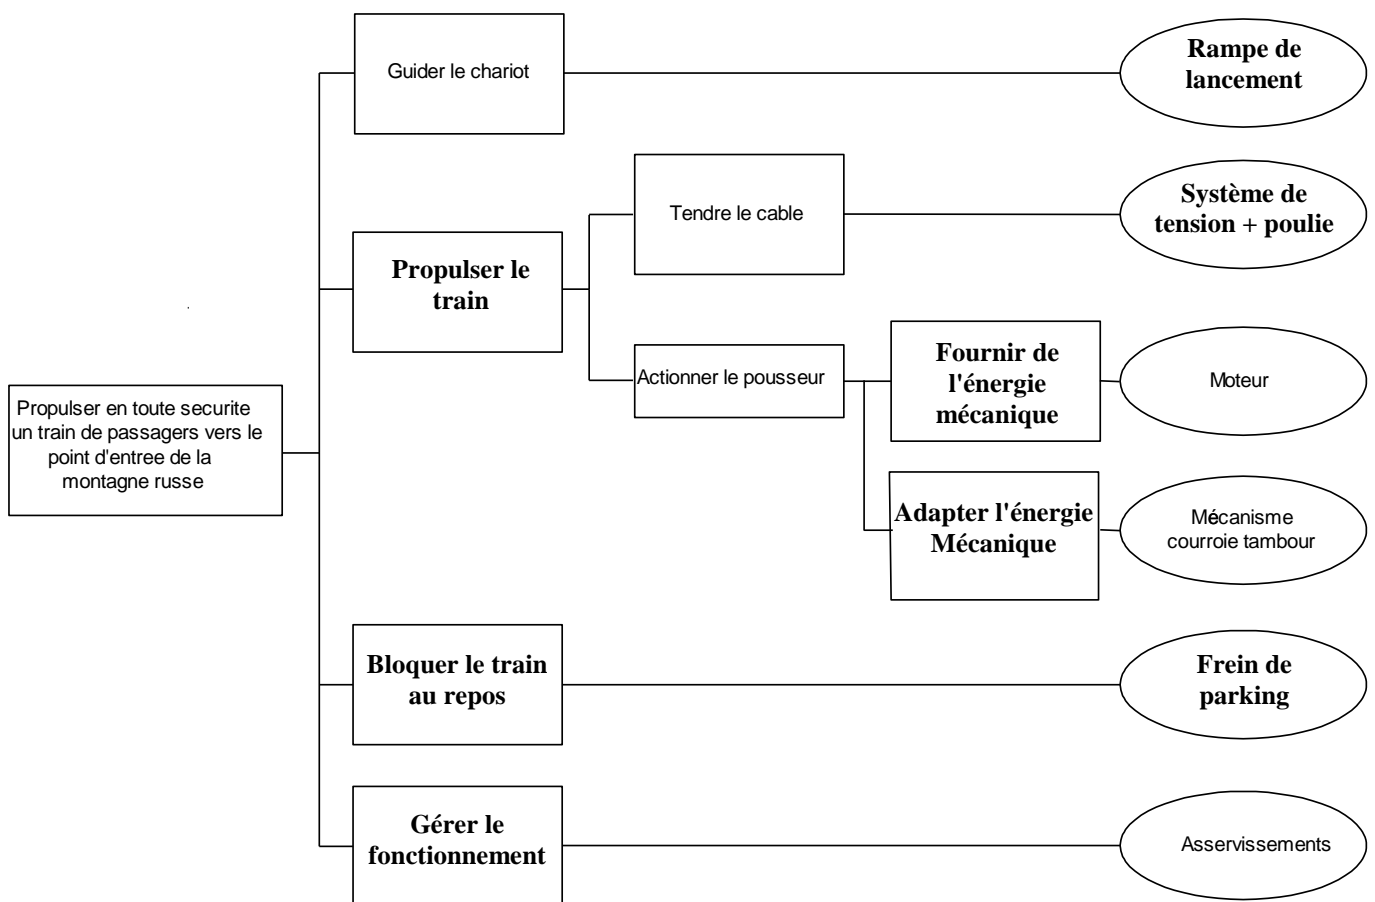 Guider le chariot
Rampe de
lancement
Tendre le cable
Système de
tension + poulie
Propulser le
train
Actionner le pousseur
Fournir de
l'énergie
mécanique
Moteur
Propulser en toute securite
un train de passagers vers le
point d'entree de la
montagne russe
Adapter l'énergie
Mécanique
Mécanisme
courroie tambour
Bloquer le train
au repos
Frein de
parking
Gérer le
fonctionnement
Asservissements